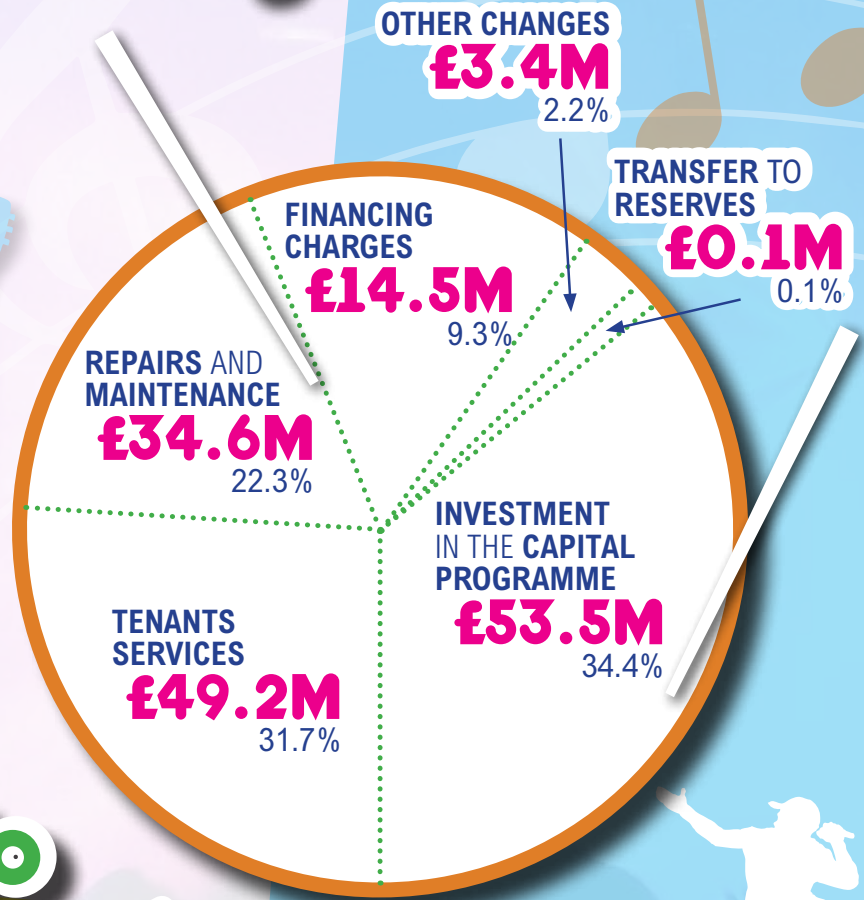 OTHER CHANGES
£3.4M
2.2%
TRANSFER TO
RESERVES
£0.1M
0.1%
FINANCING
CHARGES
£14.5M
9.3%
REPAIRS AND
MAINTENANCE
£34.6M
22.3%
INVESTMENT
IN THE CAPITAL
PROGRAMME
£53.5M
34.4%
TENANTS
SERVICES
£49.2M
31.7%